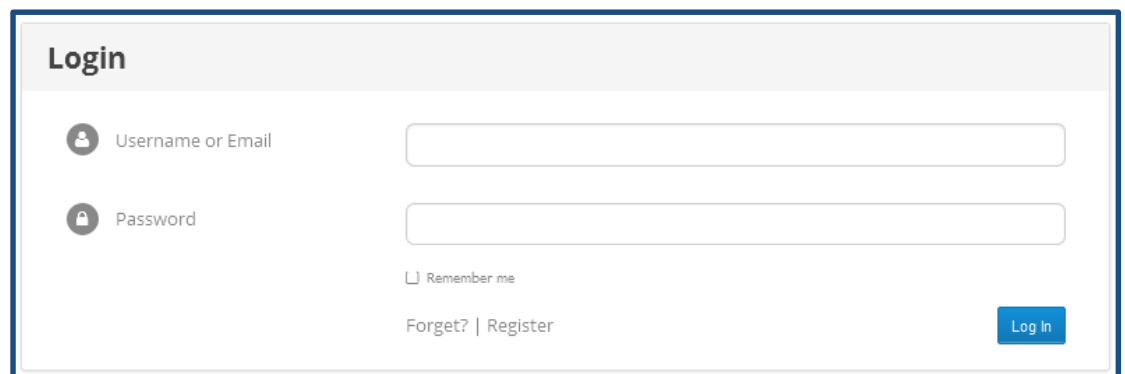 Login
Username or Email
Password
Remember me
Forget? | Register
Log In